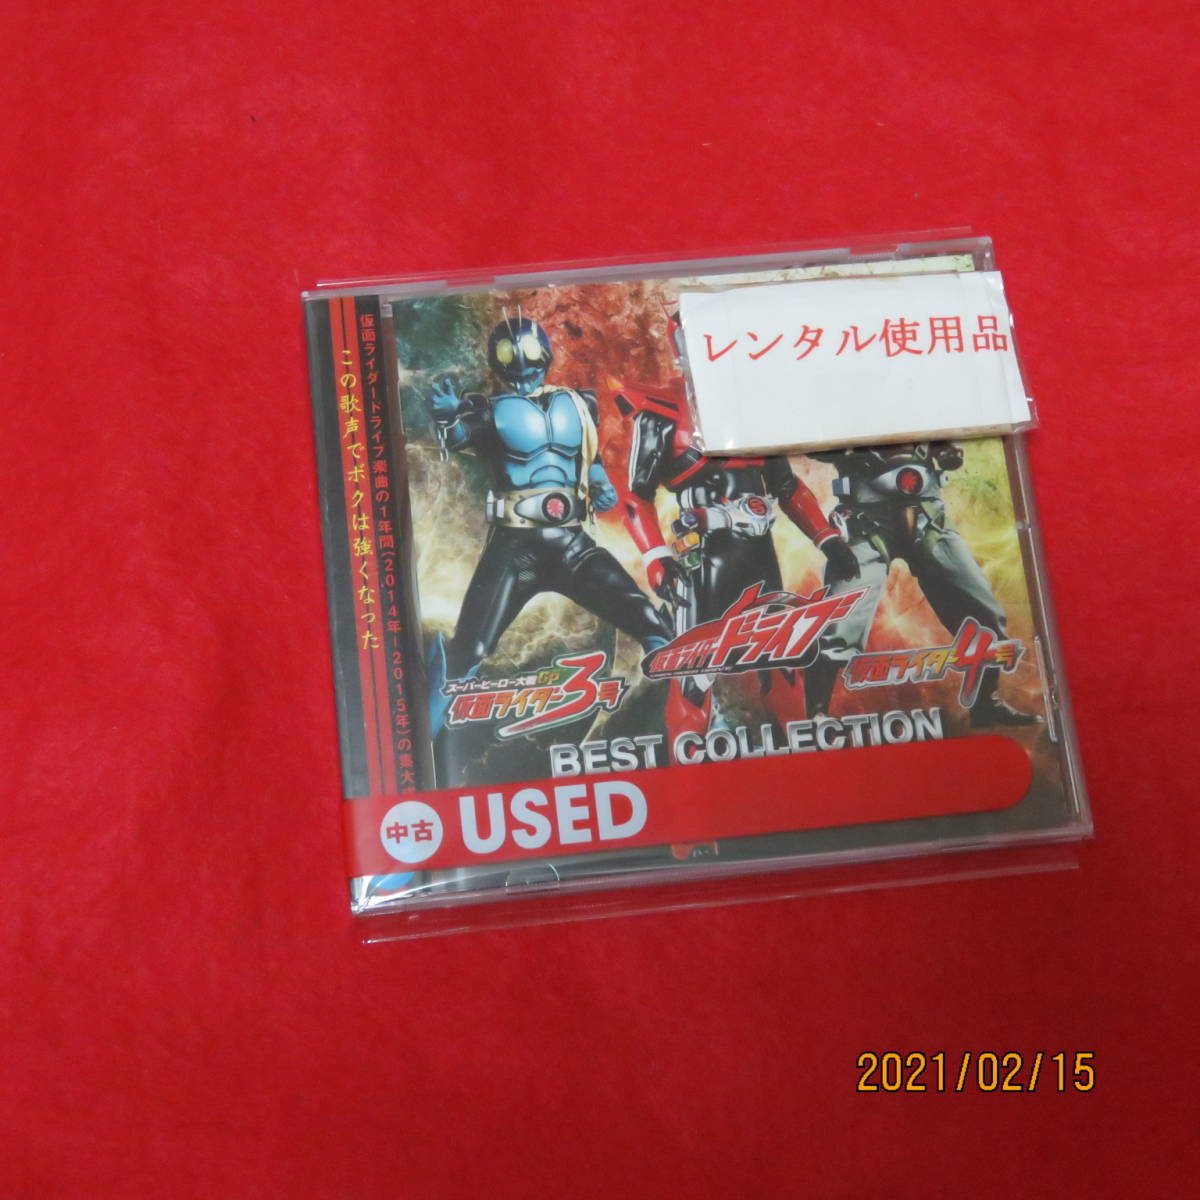 レンタル使用品
仮面ライダードライブ楽曲の1年間(2014年-2015年)の集大
この歌声でボクは強くなった
スーパーヒーロー大戦GP
仮面ライダー3号
仮面ライダードライブ
仮面ライダー4号
BEST COLLECTION
中古 USED
2021/02/15